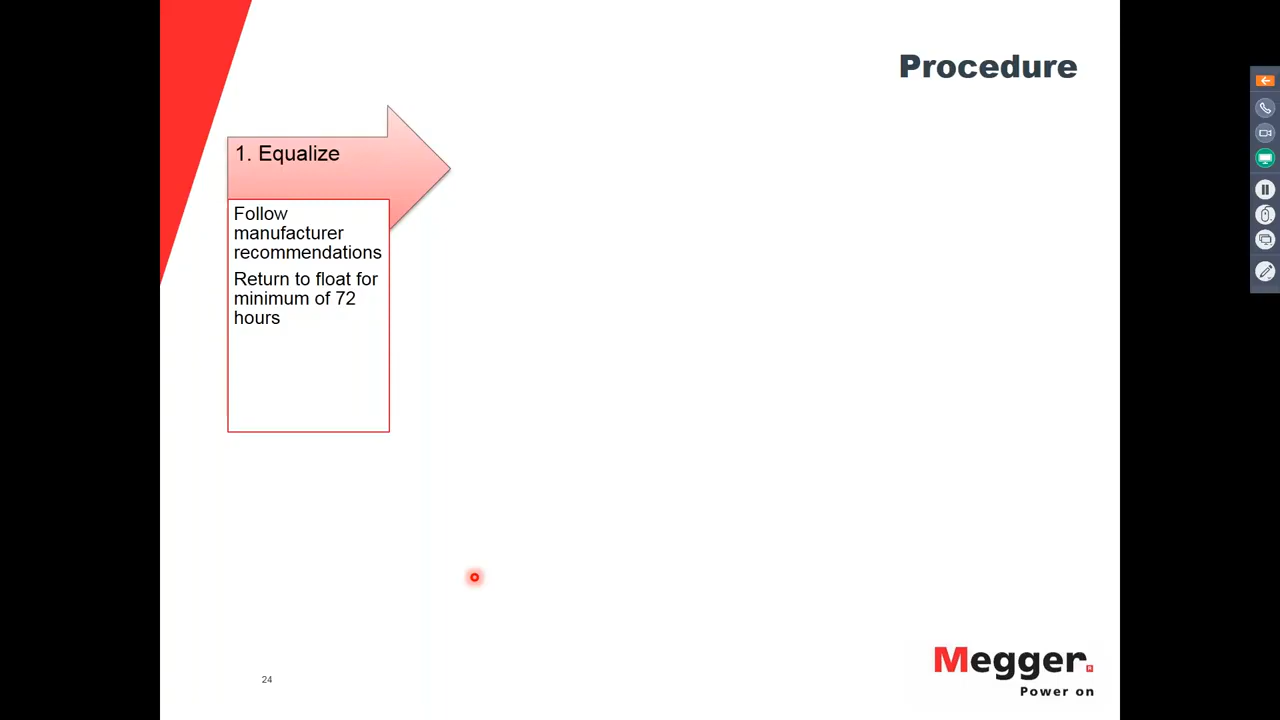 Procedure
1. Equalize
Follow
manufacturer
recommendations
Return to float for
minimum of 72
hours
24
Megger.
Power on